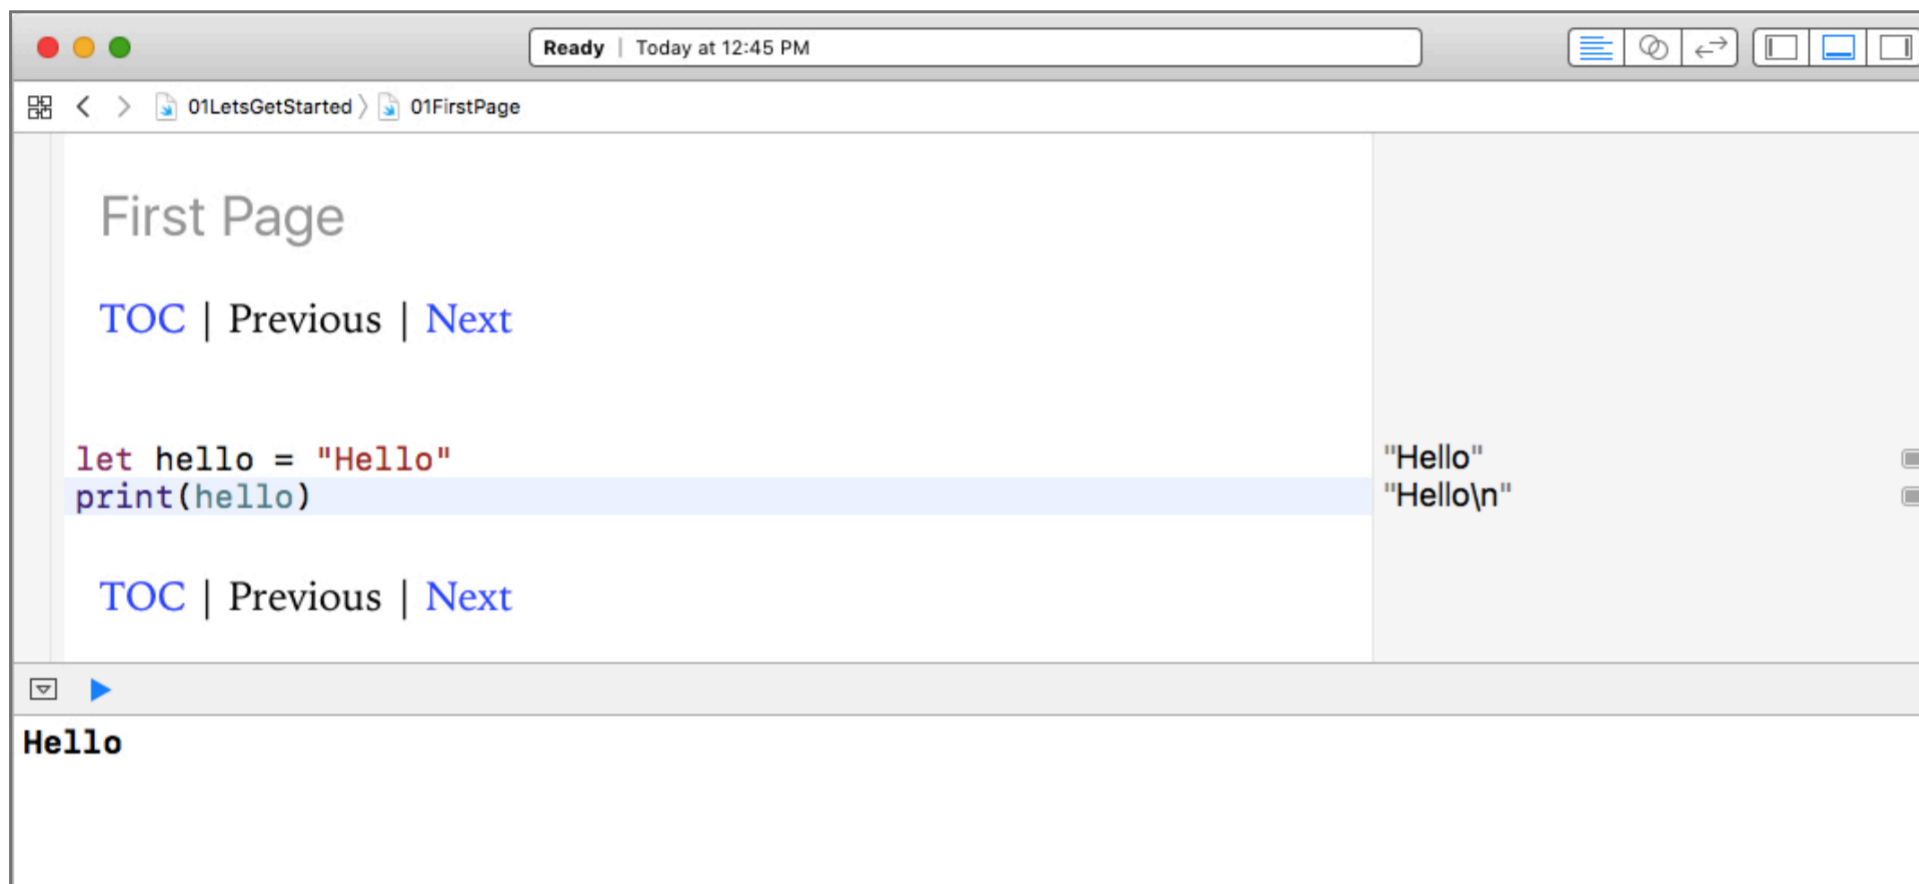 Ready | Today at 12:45 PM
01LetsGetStarted 〉 01FirstPage
First Page
TOC | Previous | Next
let hello = "Hello" "Hello"
print(hello) "Hello\n"
TOC | Previous | Next
Hello